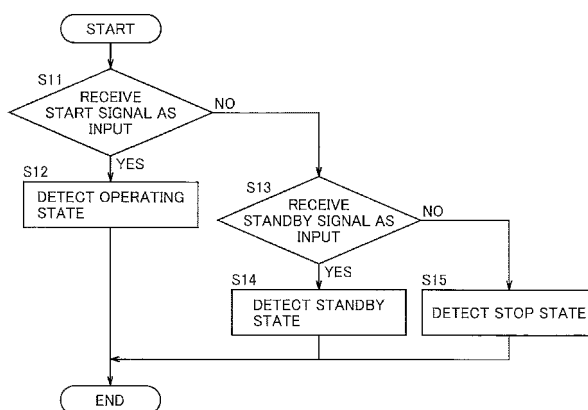 START
S11
RECEIVE
START SIGNAL AS
INPUT
NO
YES
S12
DETECT OPERATING
STATE
S13
RECEIVE
STANDBY SIGNAL AS
INPUT
NO
YES
S14
DETECT STANDBY
STATE
S15
DETECT STOP STATE
END